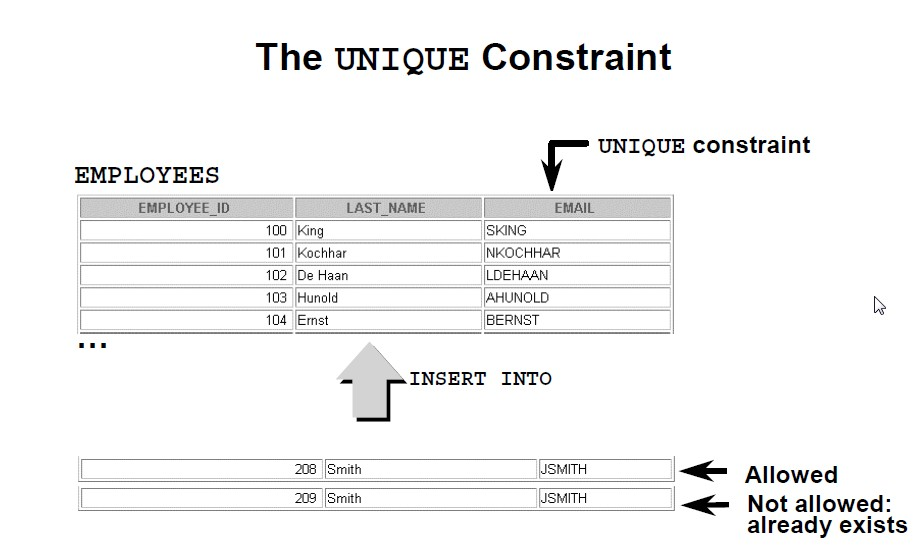 The UNIQUE Constraint
UNIQUE constraint
EMPLOYEES
EMPLOYEE_ID LAST_NAME EMAIL
100 King SKING
101 Kochhar NKOCHHAR
102 De Haan LDEHAAN
103 Hunold AHUNOLD
104 Ernst BERNST
...
INSERT INTO
208 Smith JSMITH Allowed
209 Smith JSMITH Not allowed:
already exists